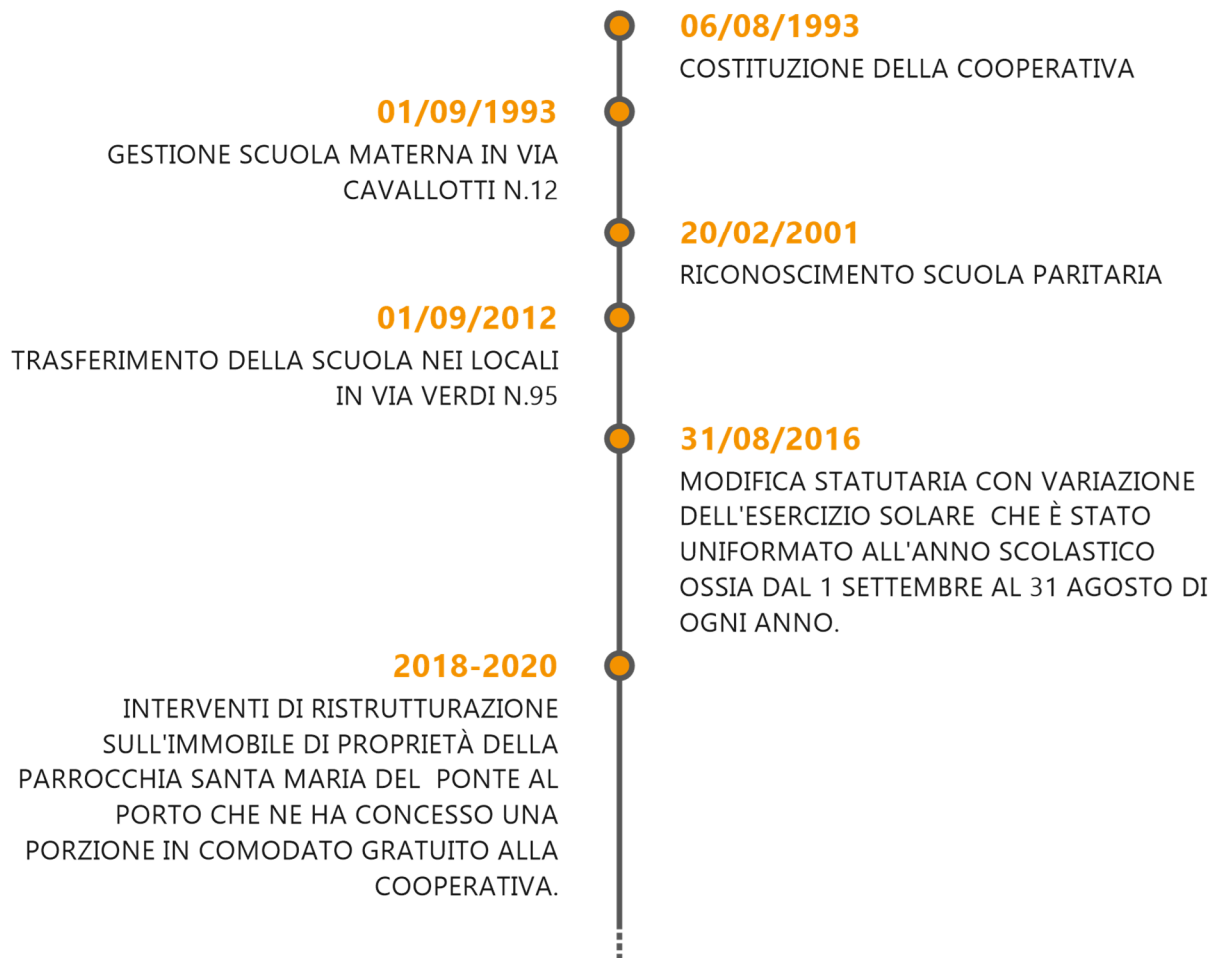 06/08/1993
COSTITUZIONE DELLA COOPERATIVA
01/09/1993
GESTIONE SCUOLA MATERNA IN VIA
CAVALLOTTI N.12
20/02/2001
RICONOSCIMENTO SCUOLA PARITARIA
01/09/2012
TRASFERIMENTO DELLA SCUOLA NEI LOCALI
IN VIA VERDI N.95
31/08/2016
MODIFICA STATUTARIA CON VARIAZIONE
DELL'ESERCIZIO SOLARE  CHE È STATO
UNIFORMATO ALL'ANNO SCOLASTICO
OSSIA DAL 1 SETTEMBRE AL 31 AGOSTO DI
OGNI ANNO.
2018-2020
INTERVENTI DI RISTRUTTURAZIONE
SULL'IMMOBILE DI PROPRIETÀ DELLA
PARROCCHIA SANTA MARIA DEL  PONTE AL
PORTO CHE NE HA CONCESSO UNA
PORZIONE IN COMODATO GRATUITO ALLA
COOPERATIVA.